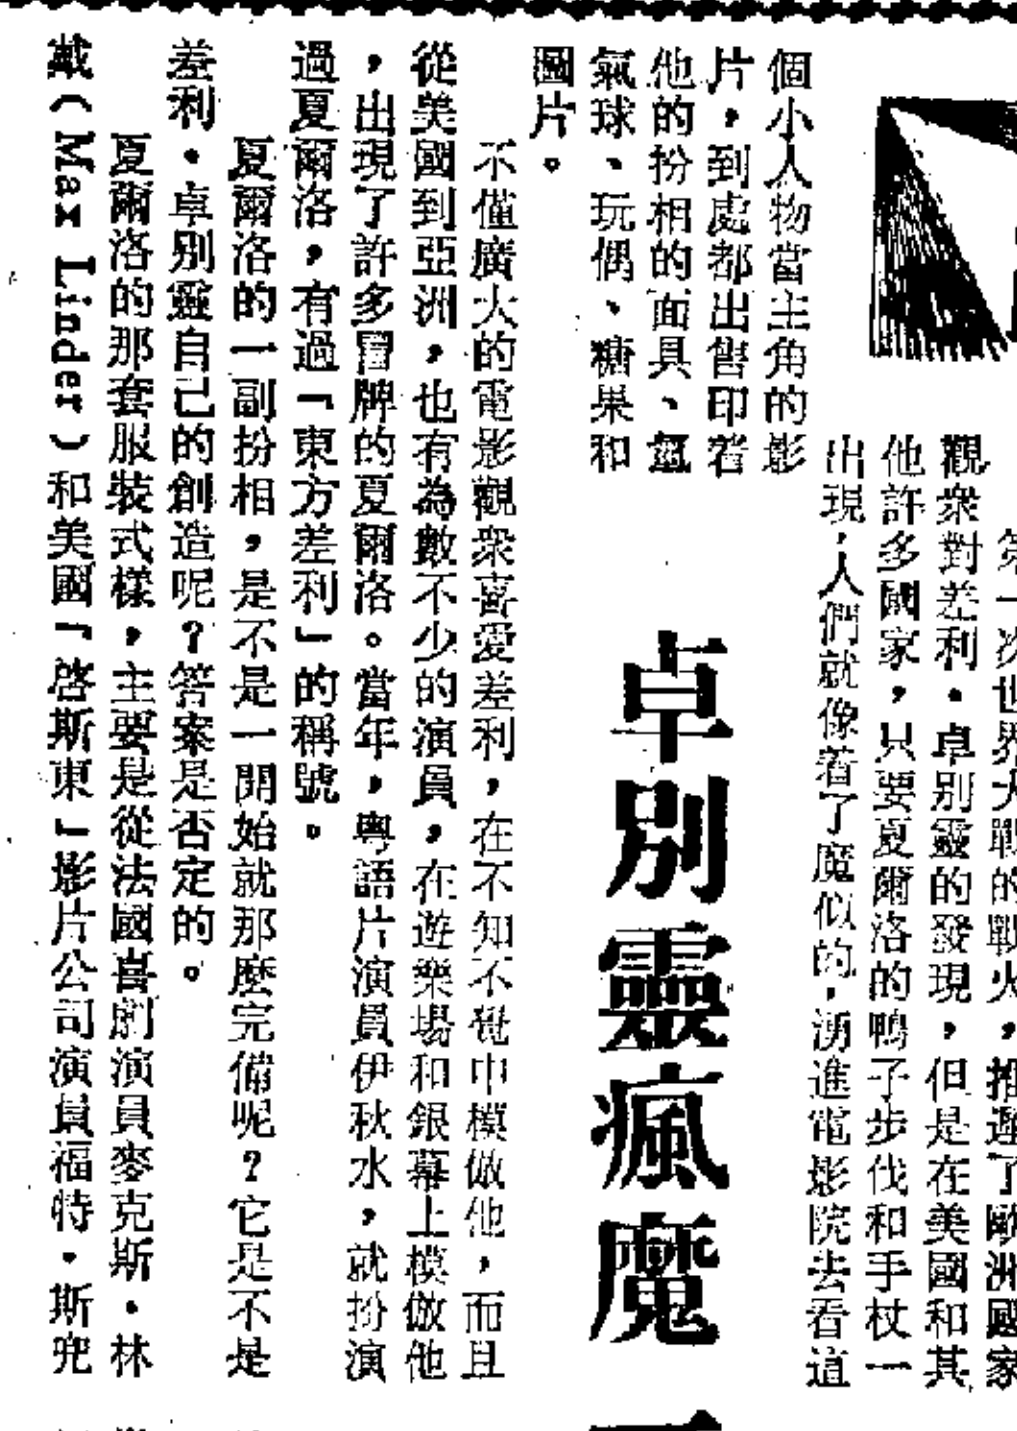 第一次世界大戰的戰火，推遲了歐洲國家
觀衆對差利・卓別靈的發現，但是在美國和其
他許多國家，只要夏爾洛的鴨子步伐和手杖一
出現，人們就像着了魔似的，湧進電影院去看這
個小人物當主角的影
片，到處都出售印着
他的扮相的面具、氫
氣球、玩偶、糖果和
圖片。
卓別靈瘋魔
不僅廣大的電影觀衆喜愛差利，在不知不覺中模倣他，而且
從美國到亞洲，也有為數不少的演員，在遊樂場和銀幕上模倣他
，出現了許多冒牌的夏爾洛。當年，粵語片演員伊秋水，就扮演
過夏爾洛，有過「東方差利」的稱號。
夏爾洛的一副扮相，是不是一開始就那麼完備呢？它是不是
差利・卓別靈自己的創造呢？答案是否定的。
夏爾洛的那套服裝式樣，主要是從法國喜劇演員麥克斯・林
戴（Max Linder）和美國「啓斯東」影片公司演員福特・斯兜